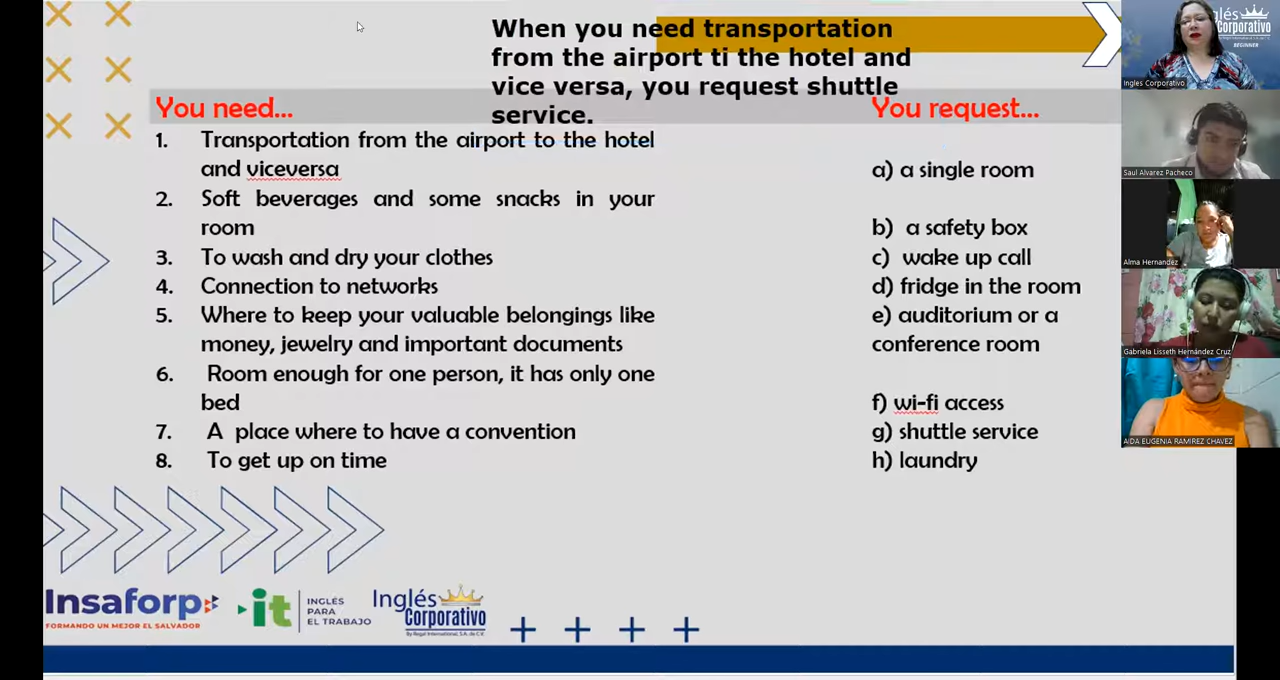 When you need transportation
from the airport ti the hotel and
vice versa, you request shuttle
service.
You need...
You request...
1. Transportation from the airport to the hotel
and viceversa
a) a single room
2. Soft beverages and some snacks in your
room
b) a safety box
3. To wash and dry your clothes
c) wake up call
4. Connection to networks
d) fridge in the room
5. Where to keep your valuable belongings like
money, jewelry and important documents
e) auditorium or a
conference room
6. Room enough for one person, it has only one
bed
f) wi-fi access
7. A place where to have a convention
g) shuttle service
8. To get up on time
h) laundry
Insaforp
FORMANDO UN MEJOR EL SALVADOR
it
INGLÉS
PARA
EL TRABAJO
Inglés
Corporativo
By Regal International, S.A. de C.V.
Inglés
Corporativo
BEGINNER
Ingles Corporativo
Saul Alvarez Pacheco
Alma Hernandez
Gabriela Lisseth Hernández Cruz
AIDA EUGENIA RAMIREZ CHAVEZ